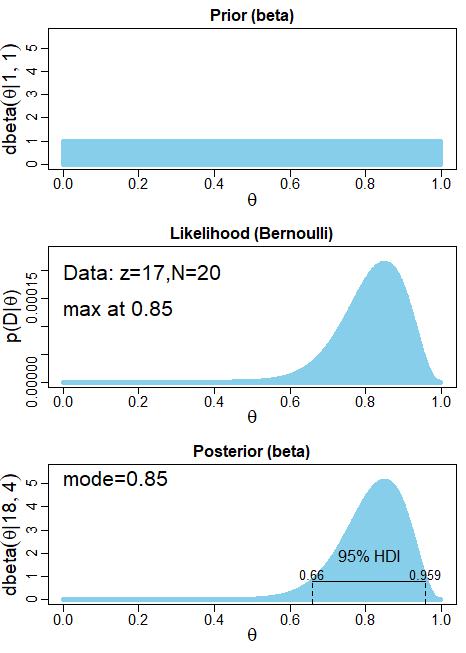 Prior (beta)
dbeta(θ|1, 1)
5
4
3
2
1
0
0.0 0.2 0.4 0.6 0.8 1.0
θ
Likelihood (Bernoulli)
p(D|θ)
0.00015
0.00000
Data: z=17,N=20
max at 0.85
0.0 0.2 0.4 0.6 0.8 1.0
θ
Posterior (beta)
dbeta(θ|18, 4)
5
4
3
2
1
0
mode=0.85
95% HDI
0.66 0.959
0.0 0.2 0.4 0.6 0.8 1.0
θ